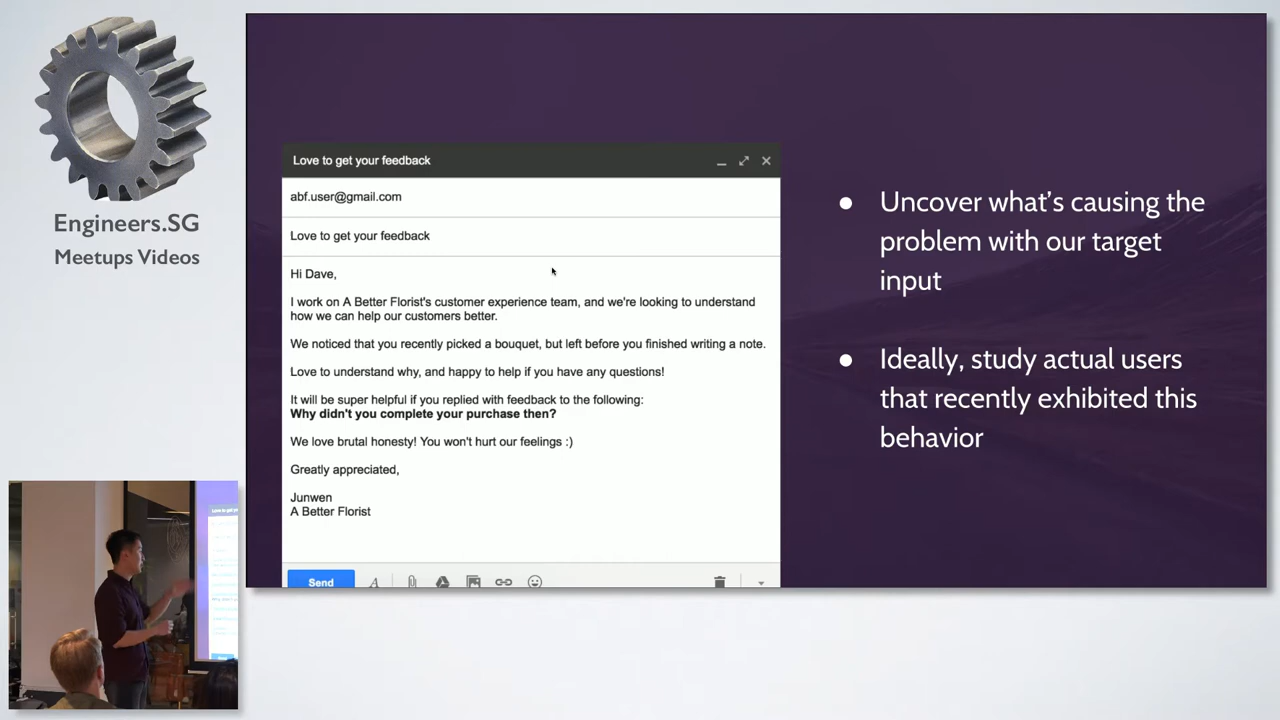 Engineers.SG
Meetups Videos
Love to get your feedback
abf.user@gmail.com
Love to get your feedback
Hi Dave,
I work on A Better Florist's customer experience team, and we're looking to understand
how we can help our customers better.
We noticed that you recently picked a bouquet, but left before you finished writing a note.
Love to understand why, and happy to help if you have any questions!
It will be super helpful if you replied with feedback to the following:
Why didn't you complete your purchase then?
We love brutal honesty! You won't hurt our feelings :)
Greatly appreciated,
Junwen
A Better Florist
Send
● Uncover what's causing the
problem with our target
input
● Ideally, study actual users
that recently exhibited this
behavior